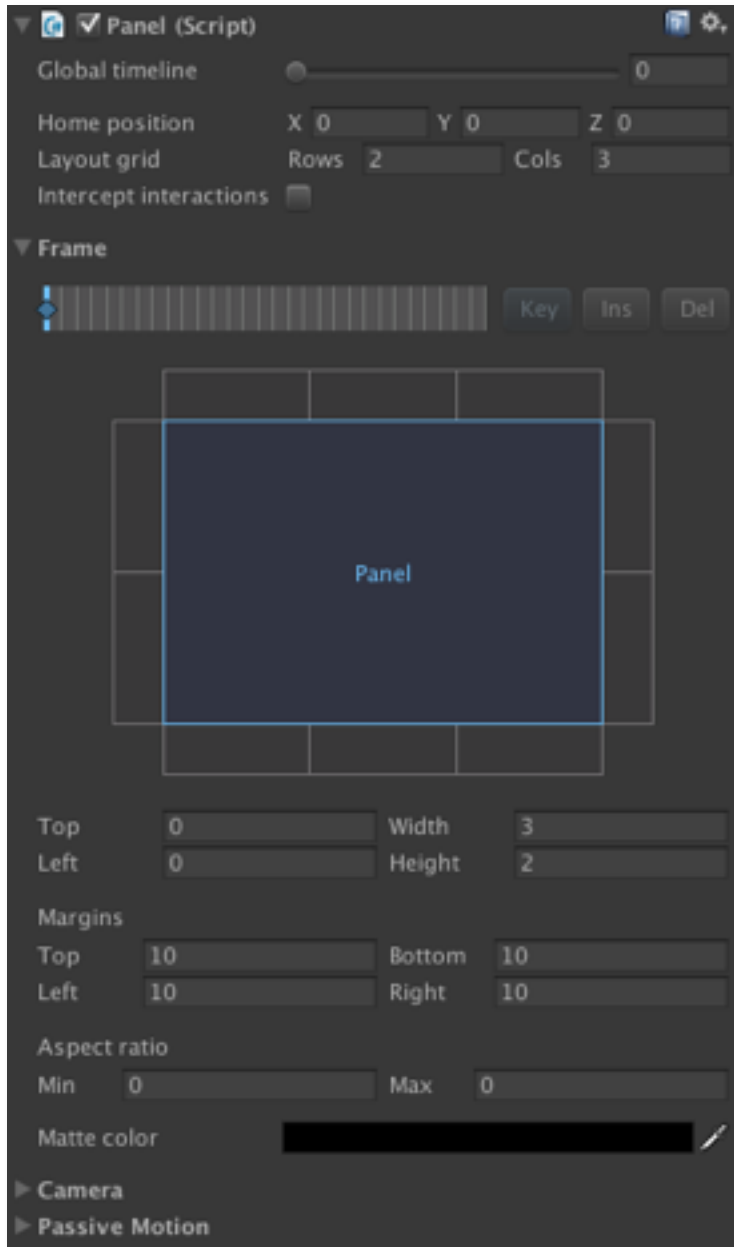 Panel (Script)
Global timeline 0
Home position X 0 Y 0 Z 0
Layout grid Rows 2 Cols 3
Intercept interactions
Frame
Key Ins Del
Panel
Top 0 Width 3
Left 0 Height 2
Margins
Top 10 Bottom 10
Left 10 Right 10
Aspect ratio
Min 0 Max 0
Matte color
Camera
Passive Motion